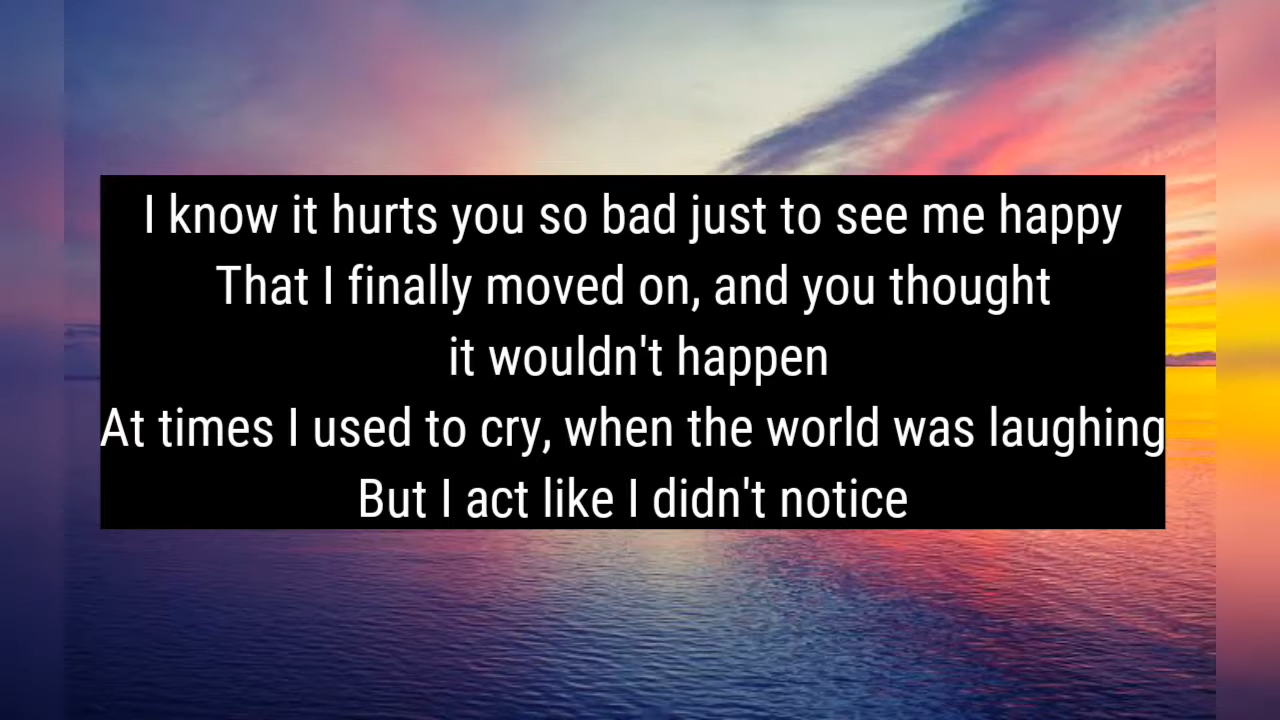 I know it hurts you so bad just to see me happy
That I finally moved on, and you thought
it wouldn't happen
At times I used to cry, when the world was laughing
But I act like I didn't notice